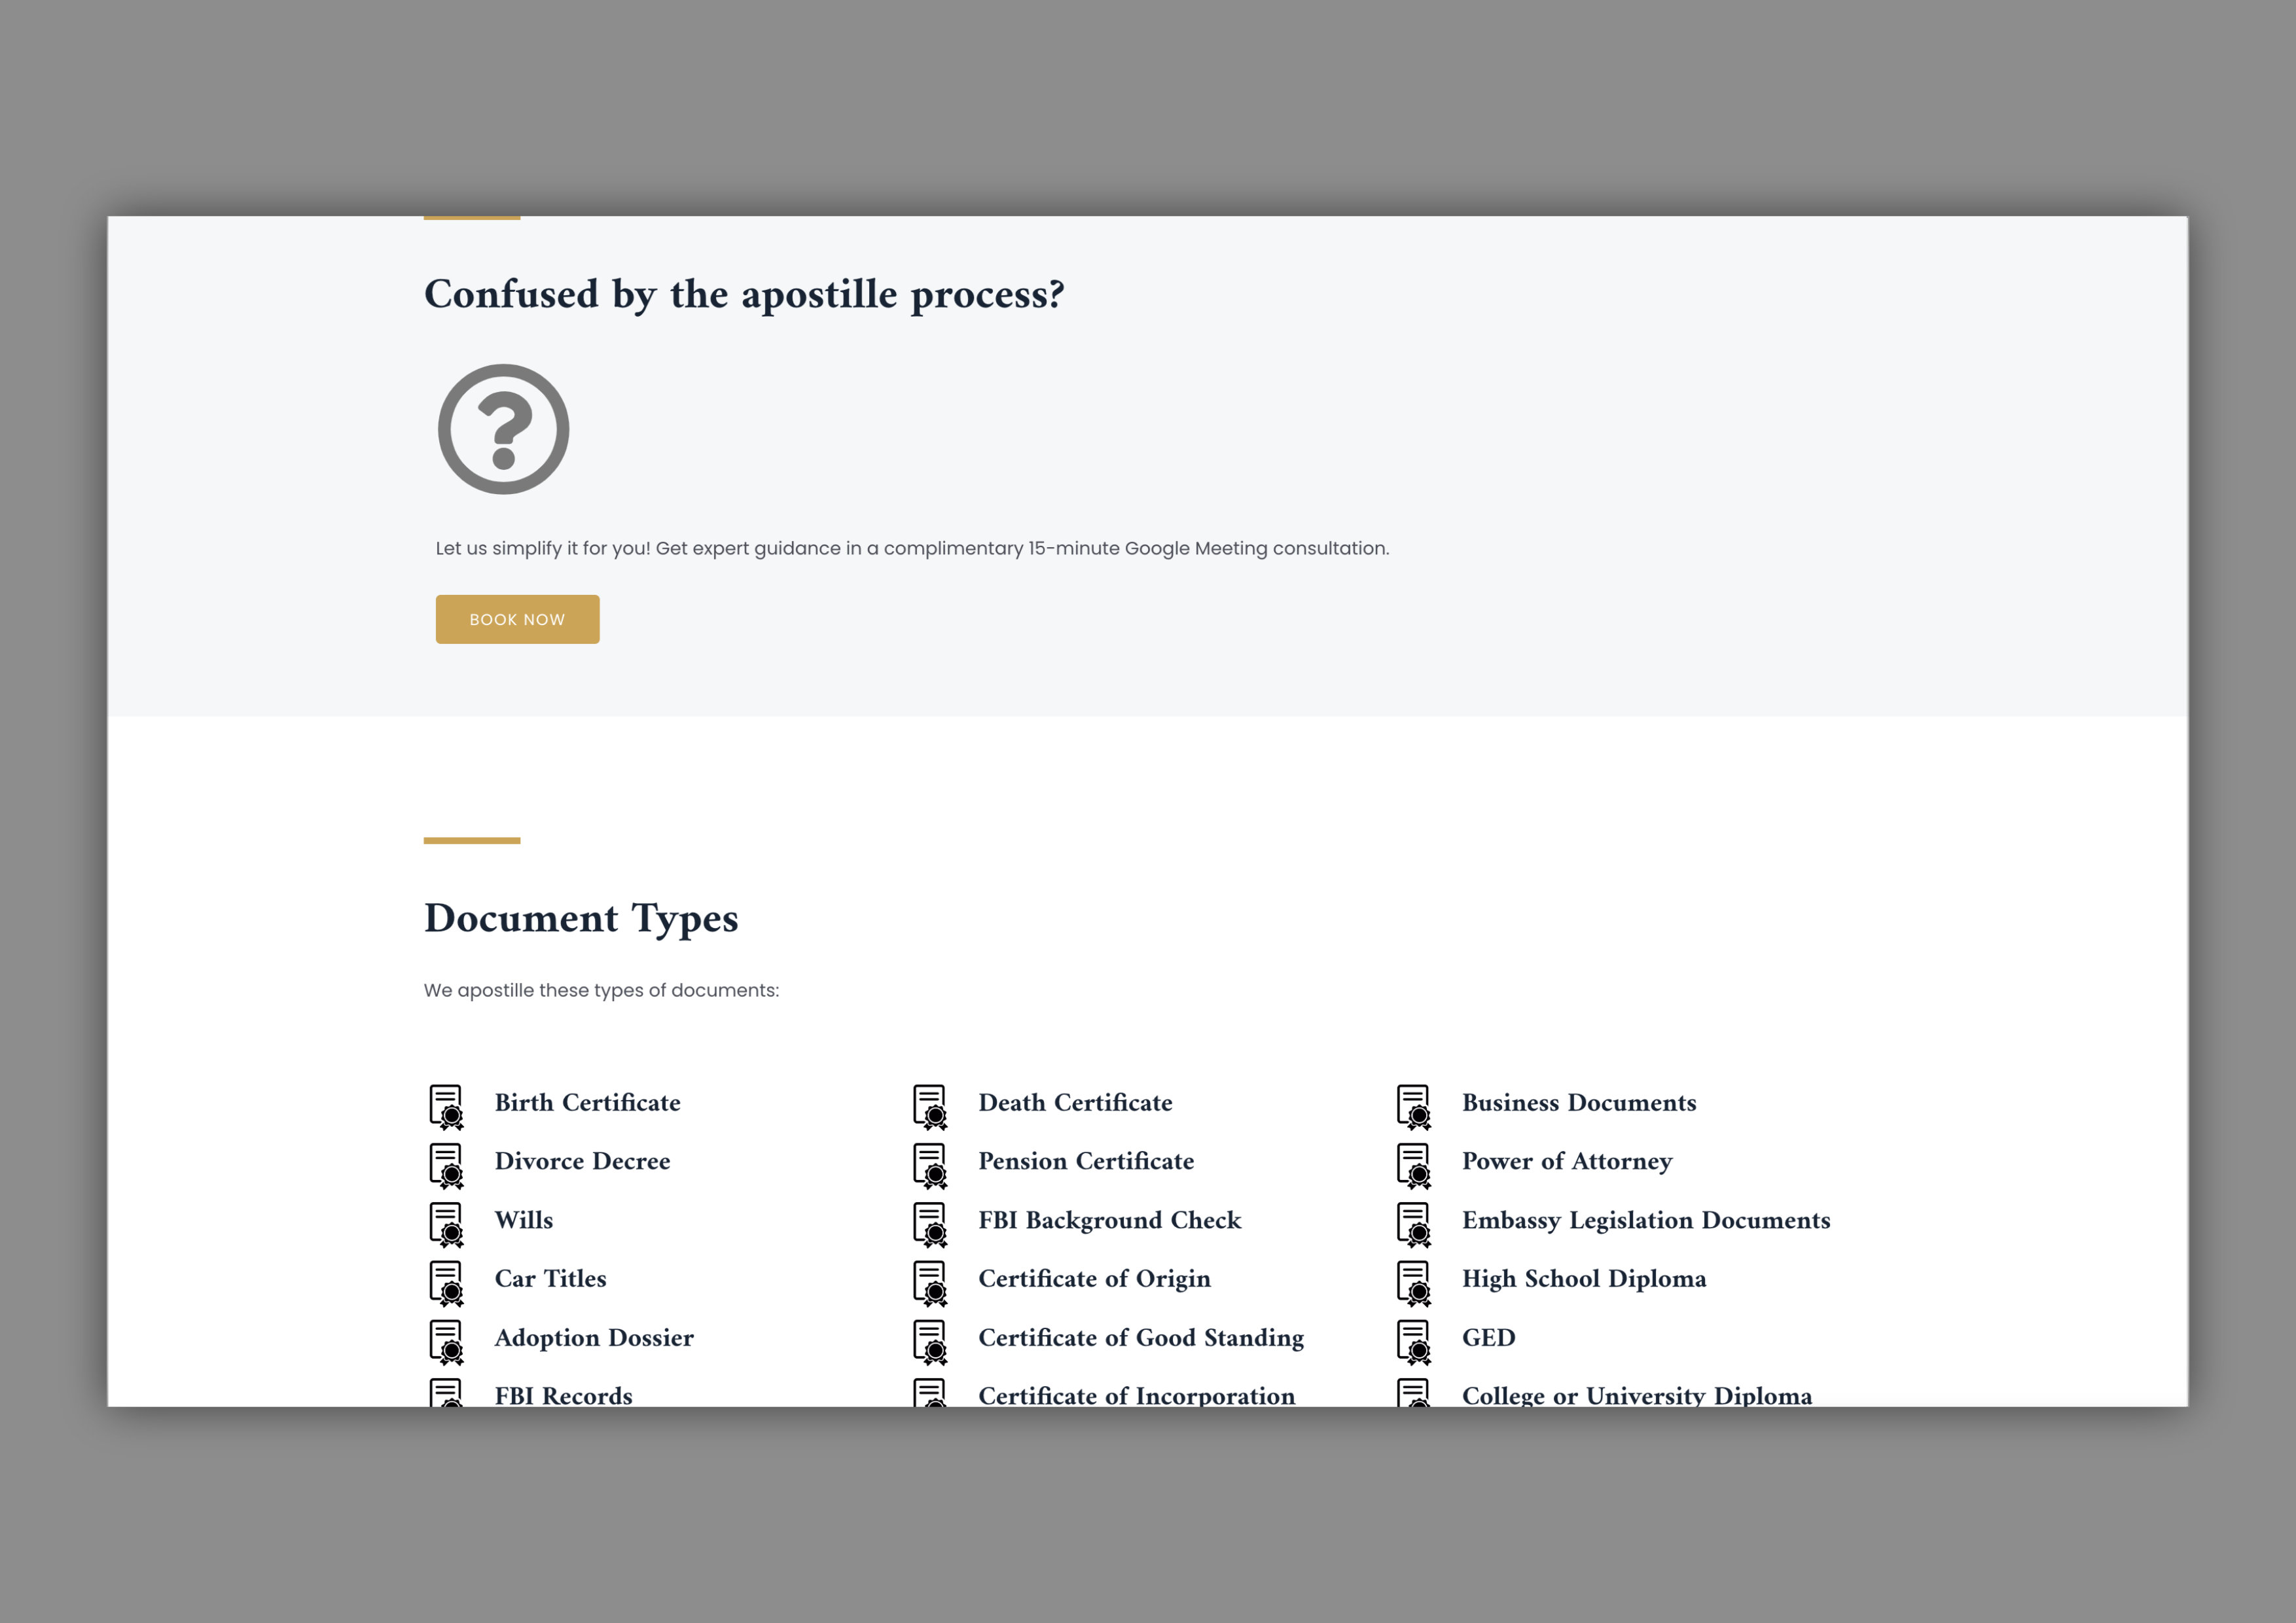 Confused by the apostille process?
?
Let us simplify it for you! Get expert guidance in a complimentary 15-minute Google Meeting consultation.
BOOK NOW
Document Types
We apostille these types of documents:
Birth Certificate
Death Certificate
Business Documents
Divorce Decree
Pension Certificate
Power of Attorney
Wills
FBI Background Check
Embassy Legislation Documents
Car Titles
Certificate of Origin
High School Diploma
Adoption Dossier
Certificate of Good Standing
GED
FBI Records
Certificate of Incorporation
College or University Diploma